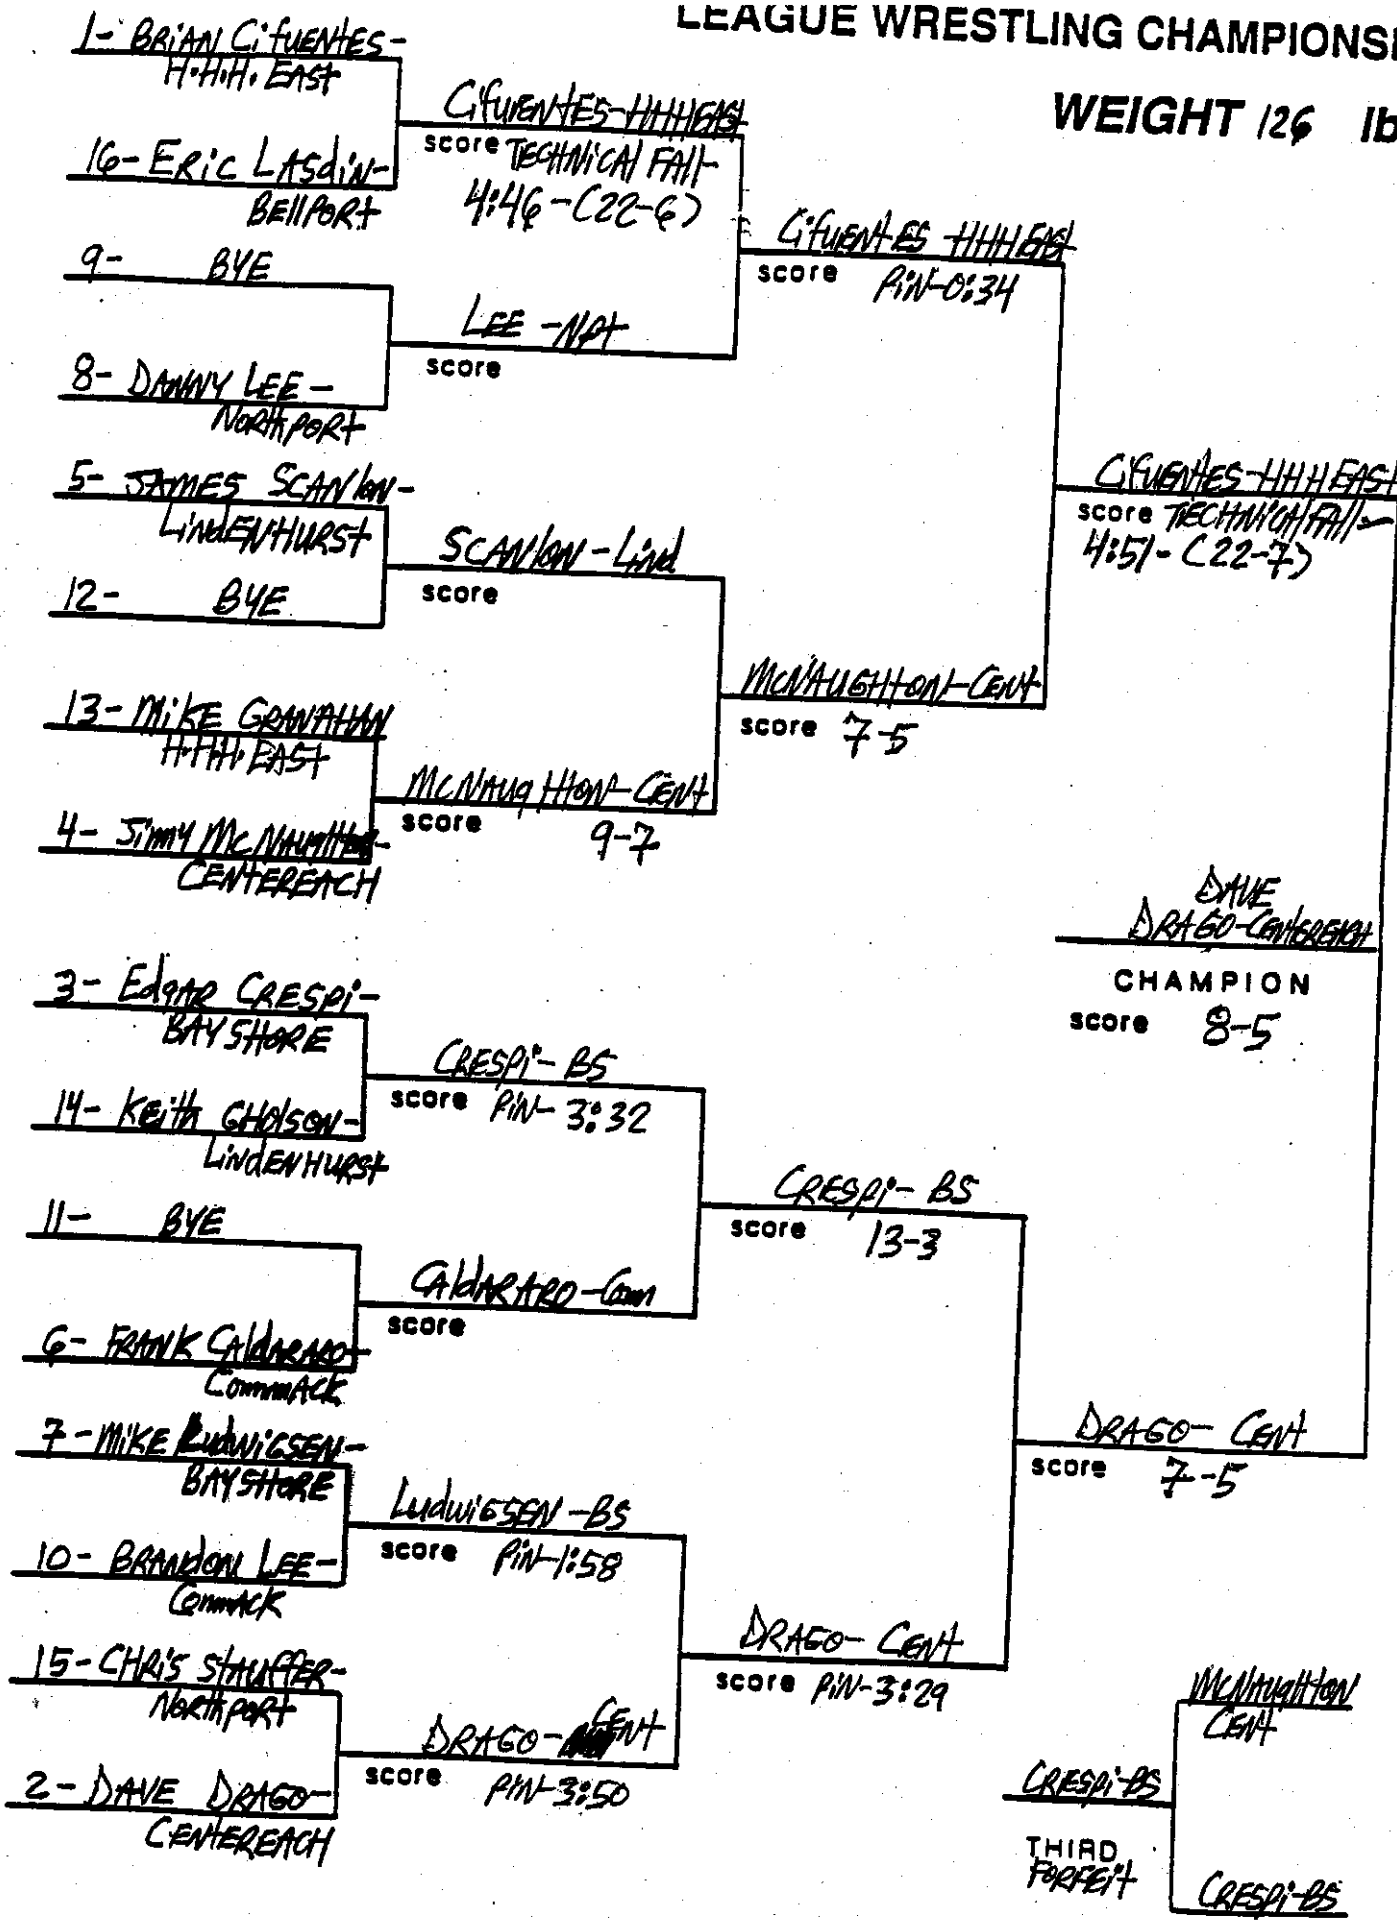 LEAGUE WRESTLING CHAMPIONS
WEIGHT 126 lb
1- BRIAN CIFUENTES-
H.H.H. EAST
16- ERIC LASDIN-
BELLPORT
9- BYE
8- DANNY LEE-
NORTHPORT
5- JAMES SCANLON-
LINDENHURST
12- BYE
13- MIKE GRANAHAN
H.H.H. EAST
4- JIMMY MCNAUGHTON-
CENTEREACH
3- EDGAR CRESPI-
BAY SHORE
14- KEITH GHOLSON-
LINDENHURST
11- BYE
6- FRANK CALDARARO-
COMMACK
7- MIKE LUDWIGSEN-
BAY SHORE
10- BRANDON LEE-
COMMACK
15- CHRIS STAUFFER-
NORTHPORT
2- DAVE DRAGO-
CENTEREACH
CIFUENTES-HHH EAST
score TECHNICAL FALL-
4:46-(22-6)
LEE-NPT
score
SCANLON-LIND
score
MCNAUGHTON-CENT
score 9-7
CRESPI-BS
score PIN-3:32
CALDARARO-COMM
score
LUDWIGSEN-BS
score PIN-1:58
DRAGO-CENT
score PIN-3:50
CIFUENTES-HHH EAST
score PIN-0:34
MCNAUGHTON-CENT
score 7-5
CRESPI-BS
score 13-3
DRAGO-CENT
score PIN-3:29
CIFUENTES-HHH EAST
score TECHNICAL FALL-
4:51-(22-7)
DRAGO-CENT
score 7-5
DAVE
DRAGO-CENTEREACH
CHAMPION
score 8-5
MCNAUGHTON
CENT
CRESPI-BS
THIRD
FORFEIT
CRESPI-BS